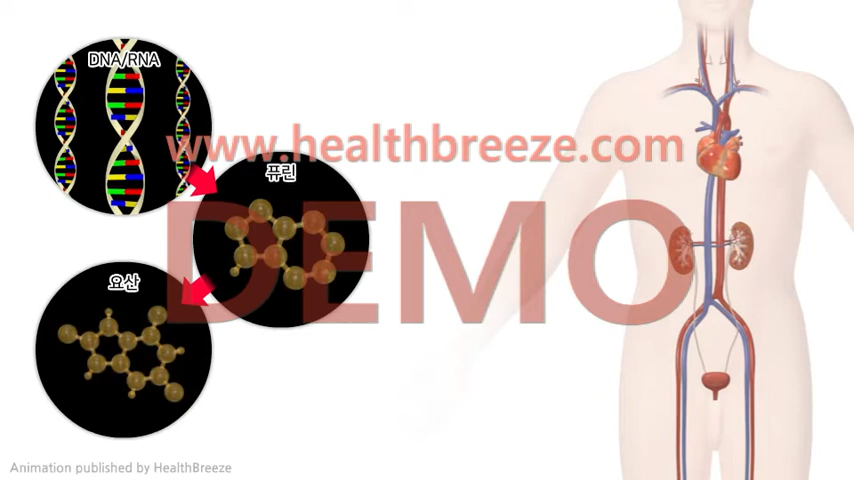 DNA/RNA
www.healthbreeze.com
퓨린
DEMO
요산
Animation published by HealthBreeze